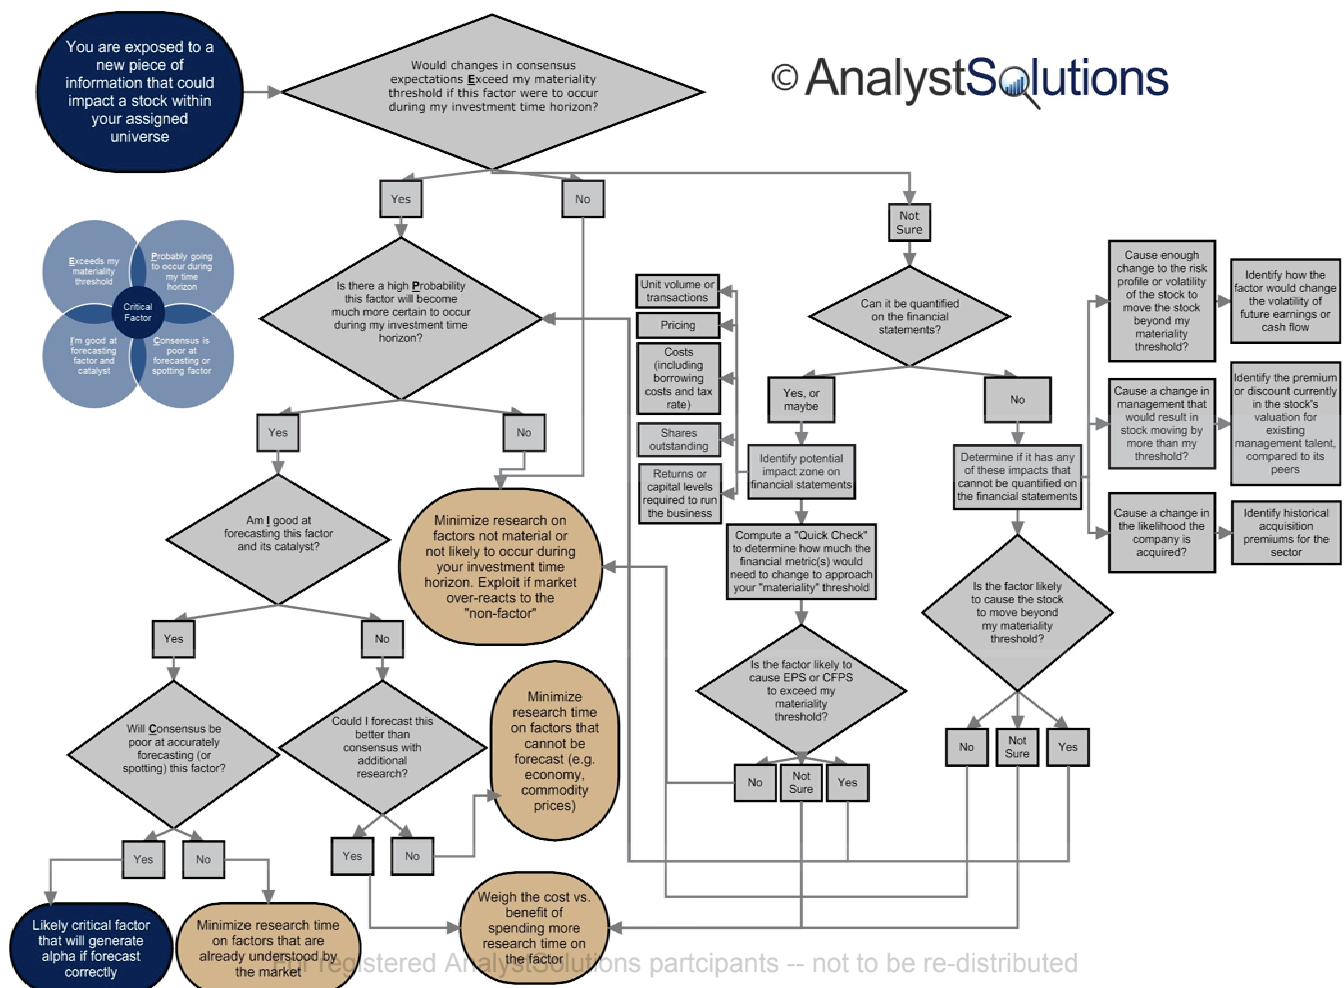 You are exposed to a
new piece of
information that could
impact a stock within
your assigned
universe
Would changes in consensus
expectations Exceed my materiality
threshold if this factor were to occur
during my investment time horizon?
© AnalystSolutions
Yes
No
Not
Sure
Exceeds my
materiality
threshold
Probably going
to occur during
my time
horizon
Critical
Factor
I'm good at
forecasting
factor and
catalyst
Consensus is
poor at
forecasting or
spotting factor
Is there a high Probability
this factor will become
much more certain to occur
during my investment time
horizon?
Unit volume or
transactions
Pricing
Costs
(including
borrowing
costs and tax
rate)
Shares
outstanding
Returns or
capital levels
required to run
the business
Can it be quantified
on the financial
statements?
Cause enough
change to the risk
profile or volatility
of the stock to
move the stock
beyond my
materiality
threshold?
Identify how the
factor would change
the volatility of
future earnings or
cash flow
Yes, or
maybe
No
Cause a change in
management that
would result in
stock moving by
more than my
threshold?
Identify the premium
or discount currently
in the stock's
valuation for
existing
management talent,
compared to its
peers
Yes
No
Identify potential
impact zone on
financial statements
Determine if it has any
of these impacts that
cannot be quantified on
the financial statements
Cause a change in
the likelihood the
company is
acquired?
Identify historical
acquisition
premiums for the
sector
Am I good at
forecasting this factor
and its catalyst?
Minimize research on
factors not material or
not likely to occur during
your investment time
horizon. Exploit if market
over-reacts to the
"non-factor"
Compute a "Quick Check"
to determine how much the
financial metric(s) would
need to change to approach
your "materiality" threshold
Is the factor likely
to cause the stock
to move beyond
my materiality
threshold?
Yes
No
Is the factor likely to
cause EPS or CFPS
to exceed my
materiality
threshold?
Will Consensus be
poor at accurately
forecasting (or
spotting) this factor?
Could I forecast this
better than
consensus with
additional
research?
Minimize
research time
on factors that
cannot be
forecast (e.g.
economy,
commodity
prices)
No
Not
Sure
Yes
No
Not
Sure
Yes
Yes
No
Yes
No
Likely critical factor
that will generate
alpha if forecast
correctly
Minimize research time
on factors that are
already understood by
the market
Weigh the cost vs.
benefit of
spending more
research time on
the factor
For registered AnalystSolutions partcipants -- not to be re-distributed